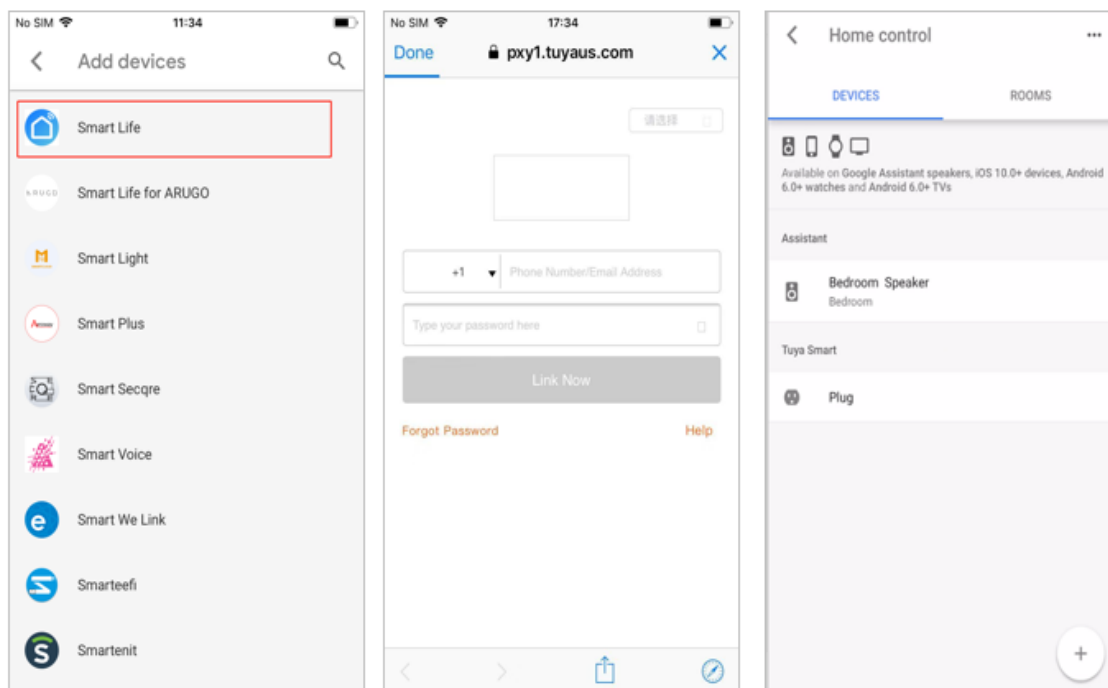 No SIM 11:34
Add devices
Smart Life
ARUGO Smart Life for ARUGO
Smart Light
Smart Plus
Smart Secqre
Smart Voice
e Smart We Link
Smarteefi
Smartenit
No SIM 17:34
Done pxy1.tuyaus.com
请选择
+1 Phone Number/Email Address
Type your password here
Link Now
Forgot Password Help
Home control
DEVICES ROOMS
Available on Google Assistant speakers, iOS 10.0+ devices, Android
6.0+ watches and Android 6.0+ TVs
Assistant
Bedroom Speaker
Bedroom
Tuya Smart
Plug